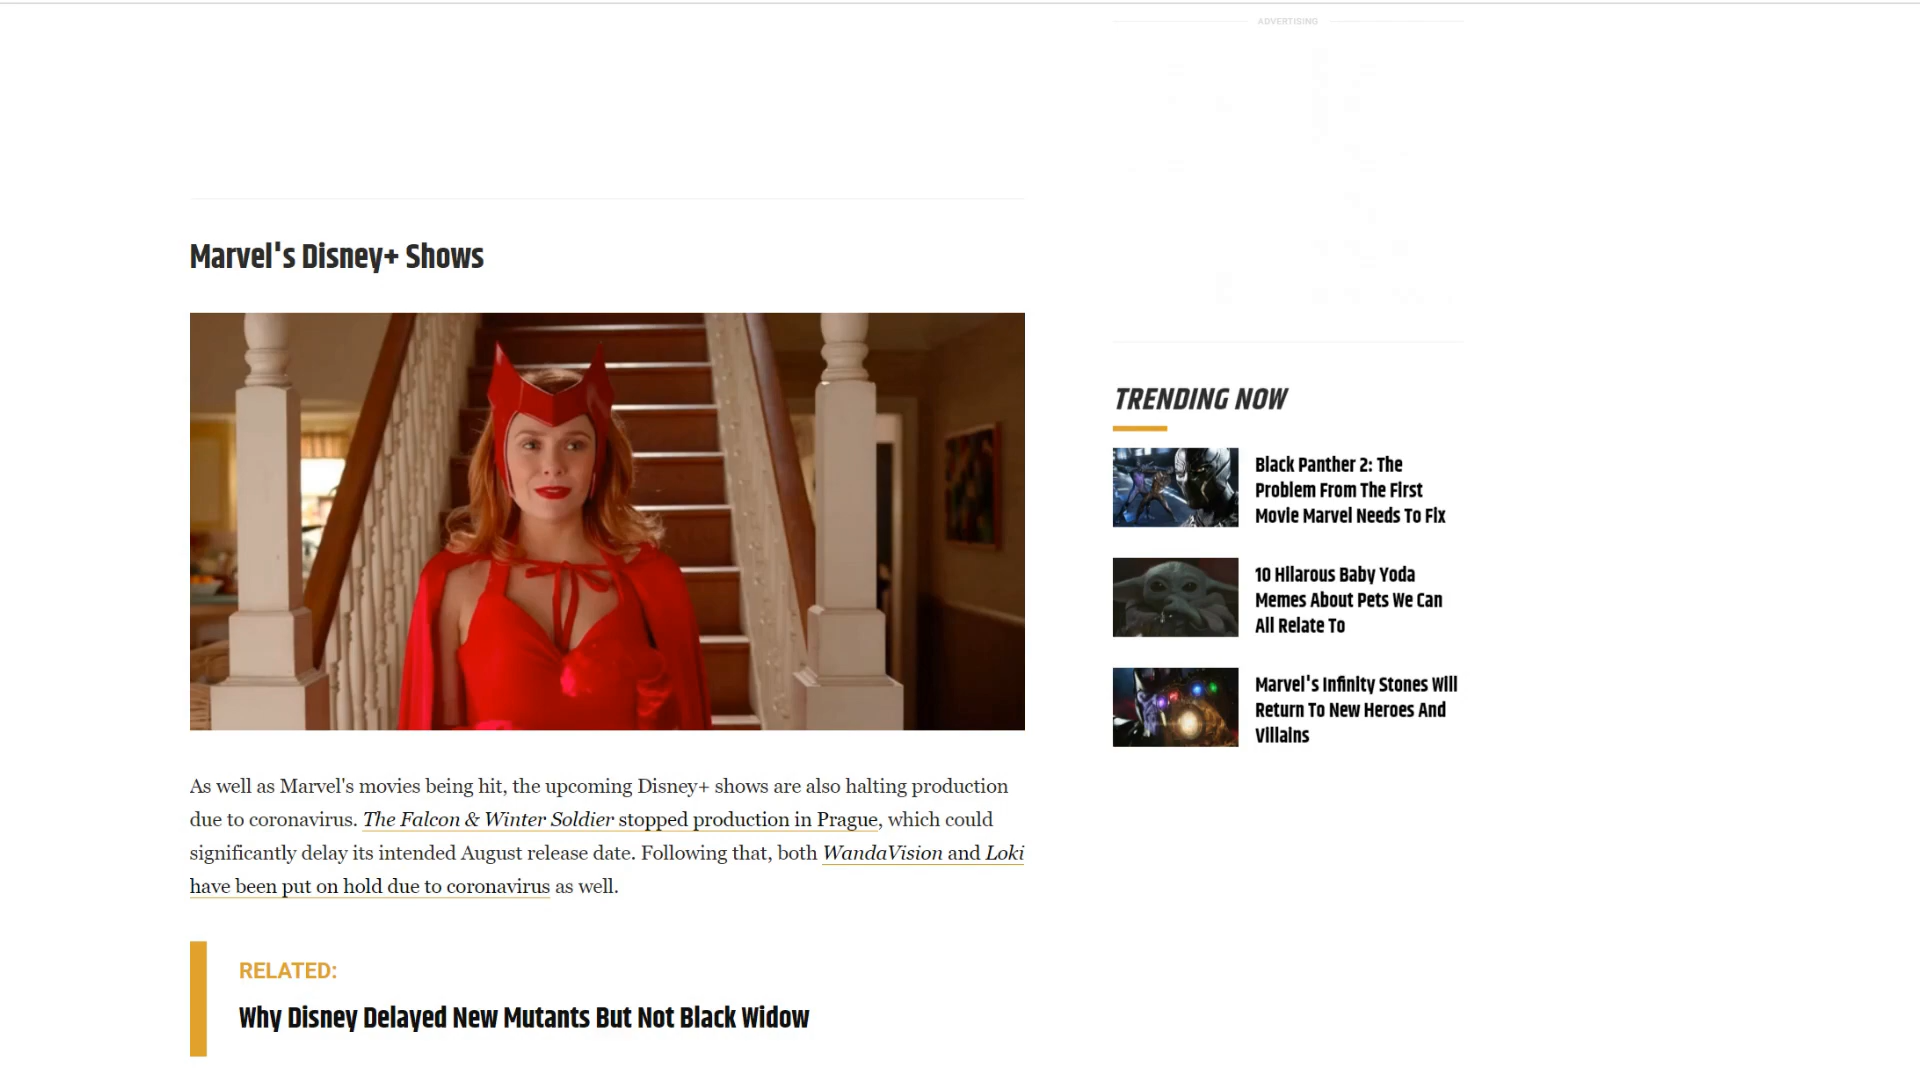 ADVERTISING
Marvel's Disney+ Shows
As well as Marvel's movies being hit, the upcoming Disney+ shows are also halting production
due to coronavirus. The Falcon & Winter Soldier stopped production in Prague, which could
significantly delay its intended August release date. Following that, both WandaVision and Loki
have been put on hold due to coronavirus as well.
RELATED:
Why Disney Delayed New Mutants But Not Black Widow
TRENDING NOW
Black Panther 2: The
Problem From The First
Movie Marvel Needs To Fix
10 Hilarous Baby Yoda
Memes About Pets We Can
All Relate To
Marvel's Infinity Stones Will
Return To New Heroes And
Villains